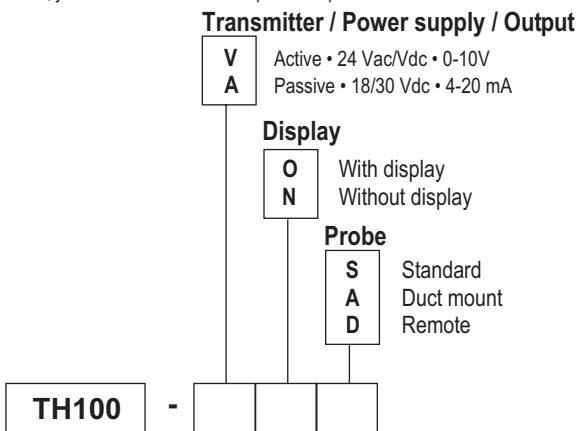 Transmitter / Power supply / Output
V Active • 24 Vac/Vdc • 0-10V
A Passive • 18/30 Vdc • 4-20 mA
Display
O With display
N Without display
Probe
S Standard
A Duct mount
D Remote
TH100 -